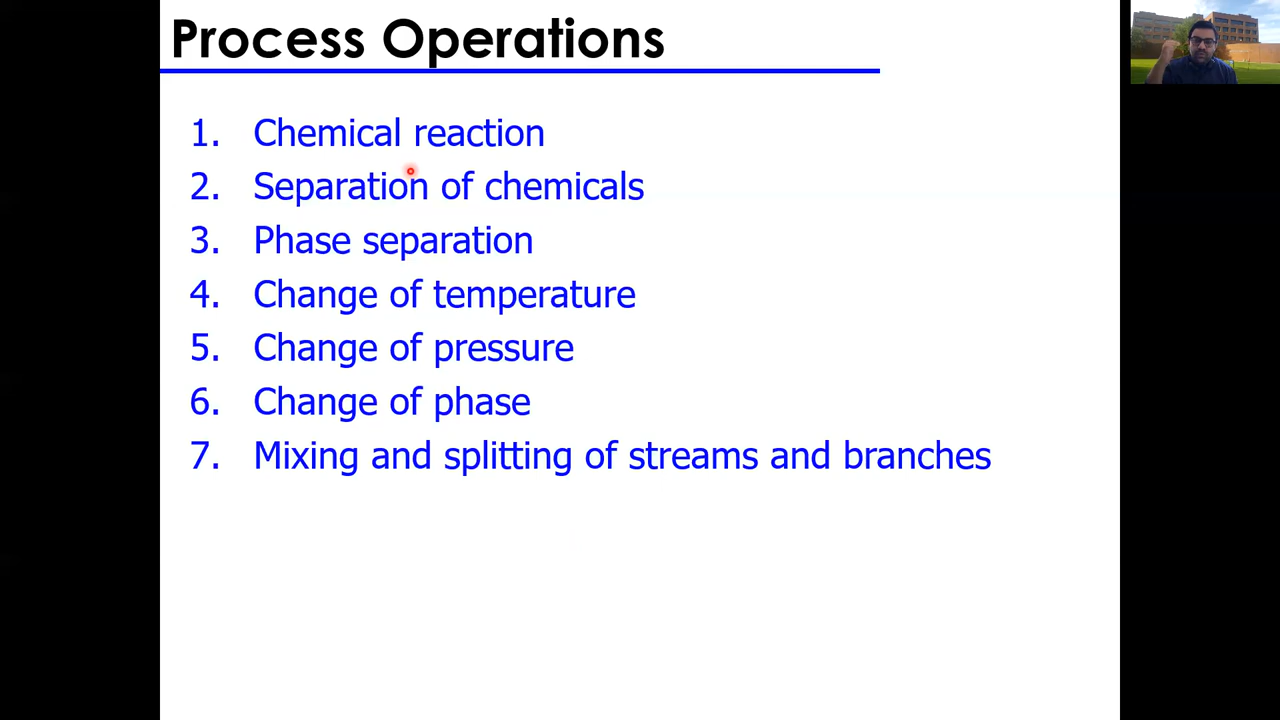 Process Operations
1. Chemical reaction
2. Separation of chemicals
3. Phase separation
4. Change of temperature
5. Change of pressure
6. Change of phase
7. Mixing and splitting of streams and branches